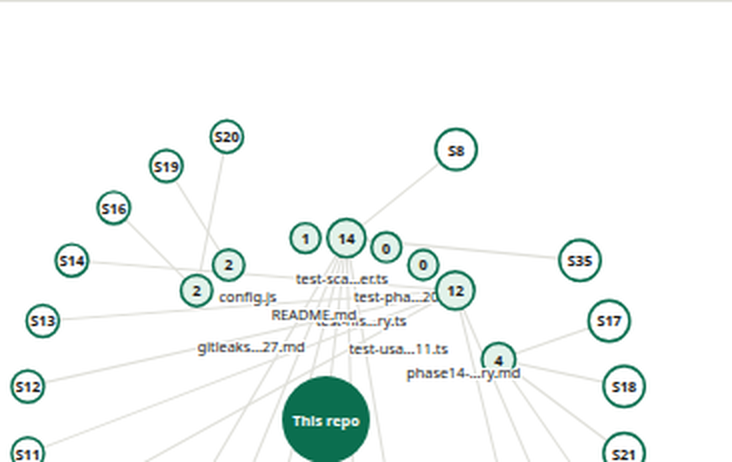 S20
S8
S19
S16
1
14
0
S14
2
0
S35
test-sca...er.ts
2
config.js
test-pha...20
12
README.md
S13
...ry.ts
S17
gitleaks...27.md
test-usa...11.ts
4
phase14-...ry.md
S12
S18
This repo
S11
S21